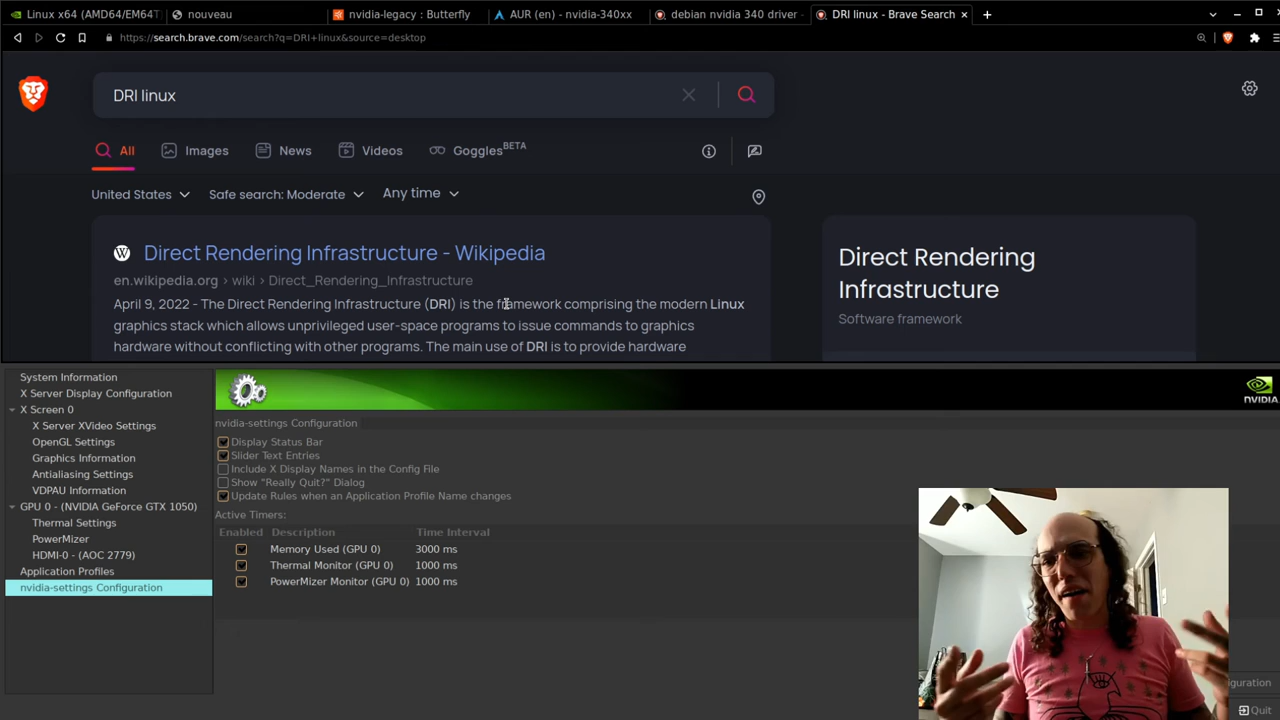 Linux x64 (AMD64/EM64T
nouveau
nvidia-legacy : Butterfly
AUR (en) - nvidia-340xx
debian nvidia 340 driver -
DRI linux - Brave Search
https://search.brave.com/search?q=DRI+linux&source=desktop
DRI linux
All
Images
News
Videos
Goggles BETA
United States
Safe search: Moderate
Any time
Direct Rendering Infrastructure - Wikipedia
en.wikipedia.org › wiki › Direct_Rendering_Infrastructure
April 9, 2022 - The Direct Rendering Infrastructure (DRI) is the framework comprising the modern Linux
graphics stack which allows unprivileged user-space programs to issue commands to graphics
hardware without conflicting with other programs. The main use of DRI is to provide hardware
Direct Rendering
Infrastructure
Software framework
System Information
X Server Display Configuration
X Screen 0
X Server XVideo Settings
OpenGL Settings
Graphics Information
Antialiasing Settings
VDPAU Information
GPU 0 - (NVIDIA GeForce GTX 1050)
Thermal Settings
PowerMizer
HDMI-0 - (AOC 2779)
Application Profiles
nvidia-settings Configuration
NVIDIA.
nvidia-settings Configuration
Display Status Bar
Slider Text Entries
Include X Display Names in the Config File
Show "Really Quit?" Dialog
Update Rules when an Application Profile Name changes
Active Timers:
Enabled Description Time Interval
Memory Used (GPU 0) 3000 ms
Thermal Monitor (GPU 0) 1000 ms
PowerMizer Monitor (GPU 0) 1000 ms
iguration
Quit